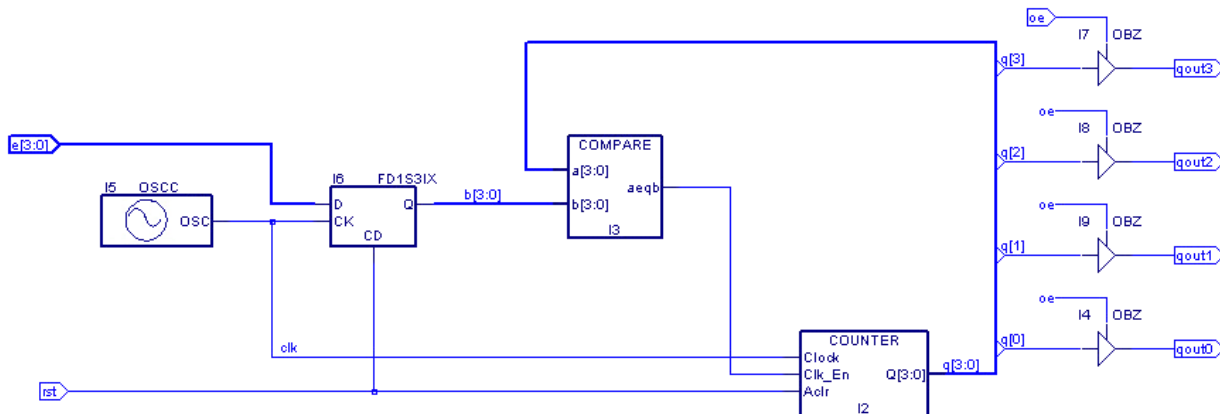 oe
I7
OBZ
q[3]
qout3
oe
I8
OBZ
q[2]
qout2
e[3:0]
COMPARE
a[3:0]
aeqb
b[3:0]
I3
I5 OSCC
OSC
I6 FD1S3IX
D Q
CK
CD
b[3:0]
oe
I9
OBZ
q[1]
qout1
oe
I4
OBZ
q[0]
qout0
clk
COUNTER
Clock
Clk_En Q[3:0]
Aclr
I2
q[3:0]
rst